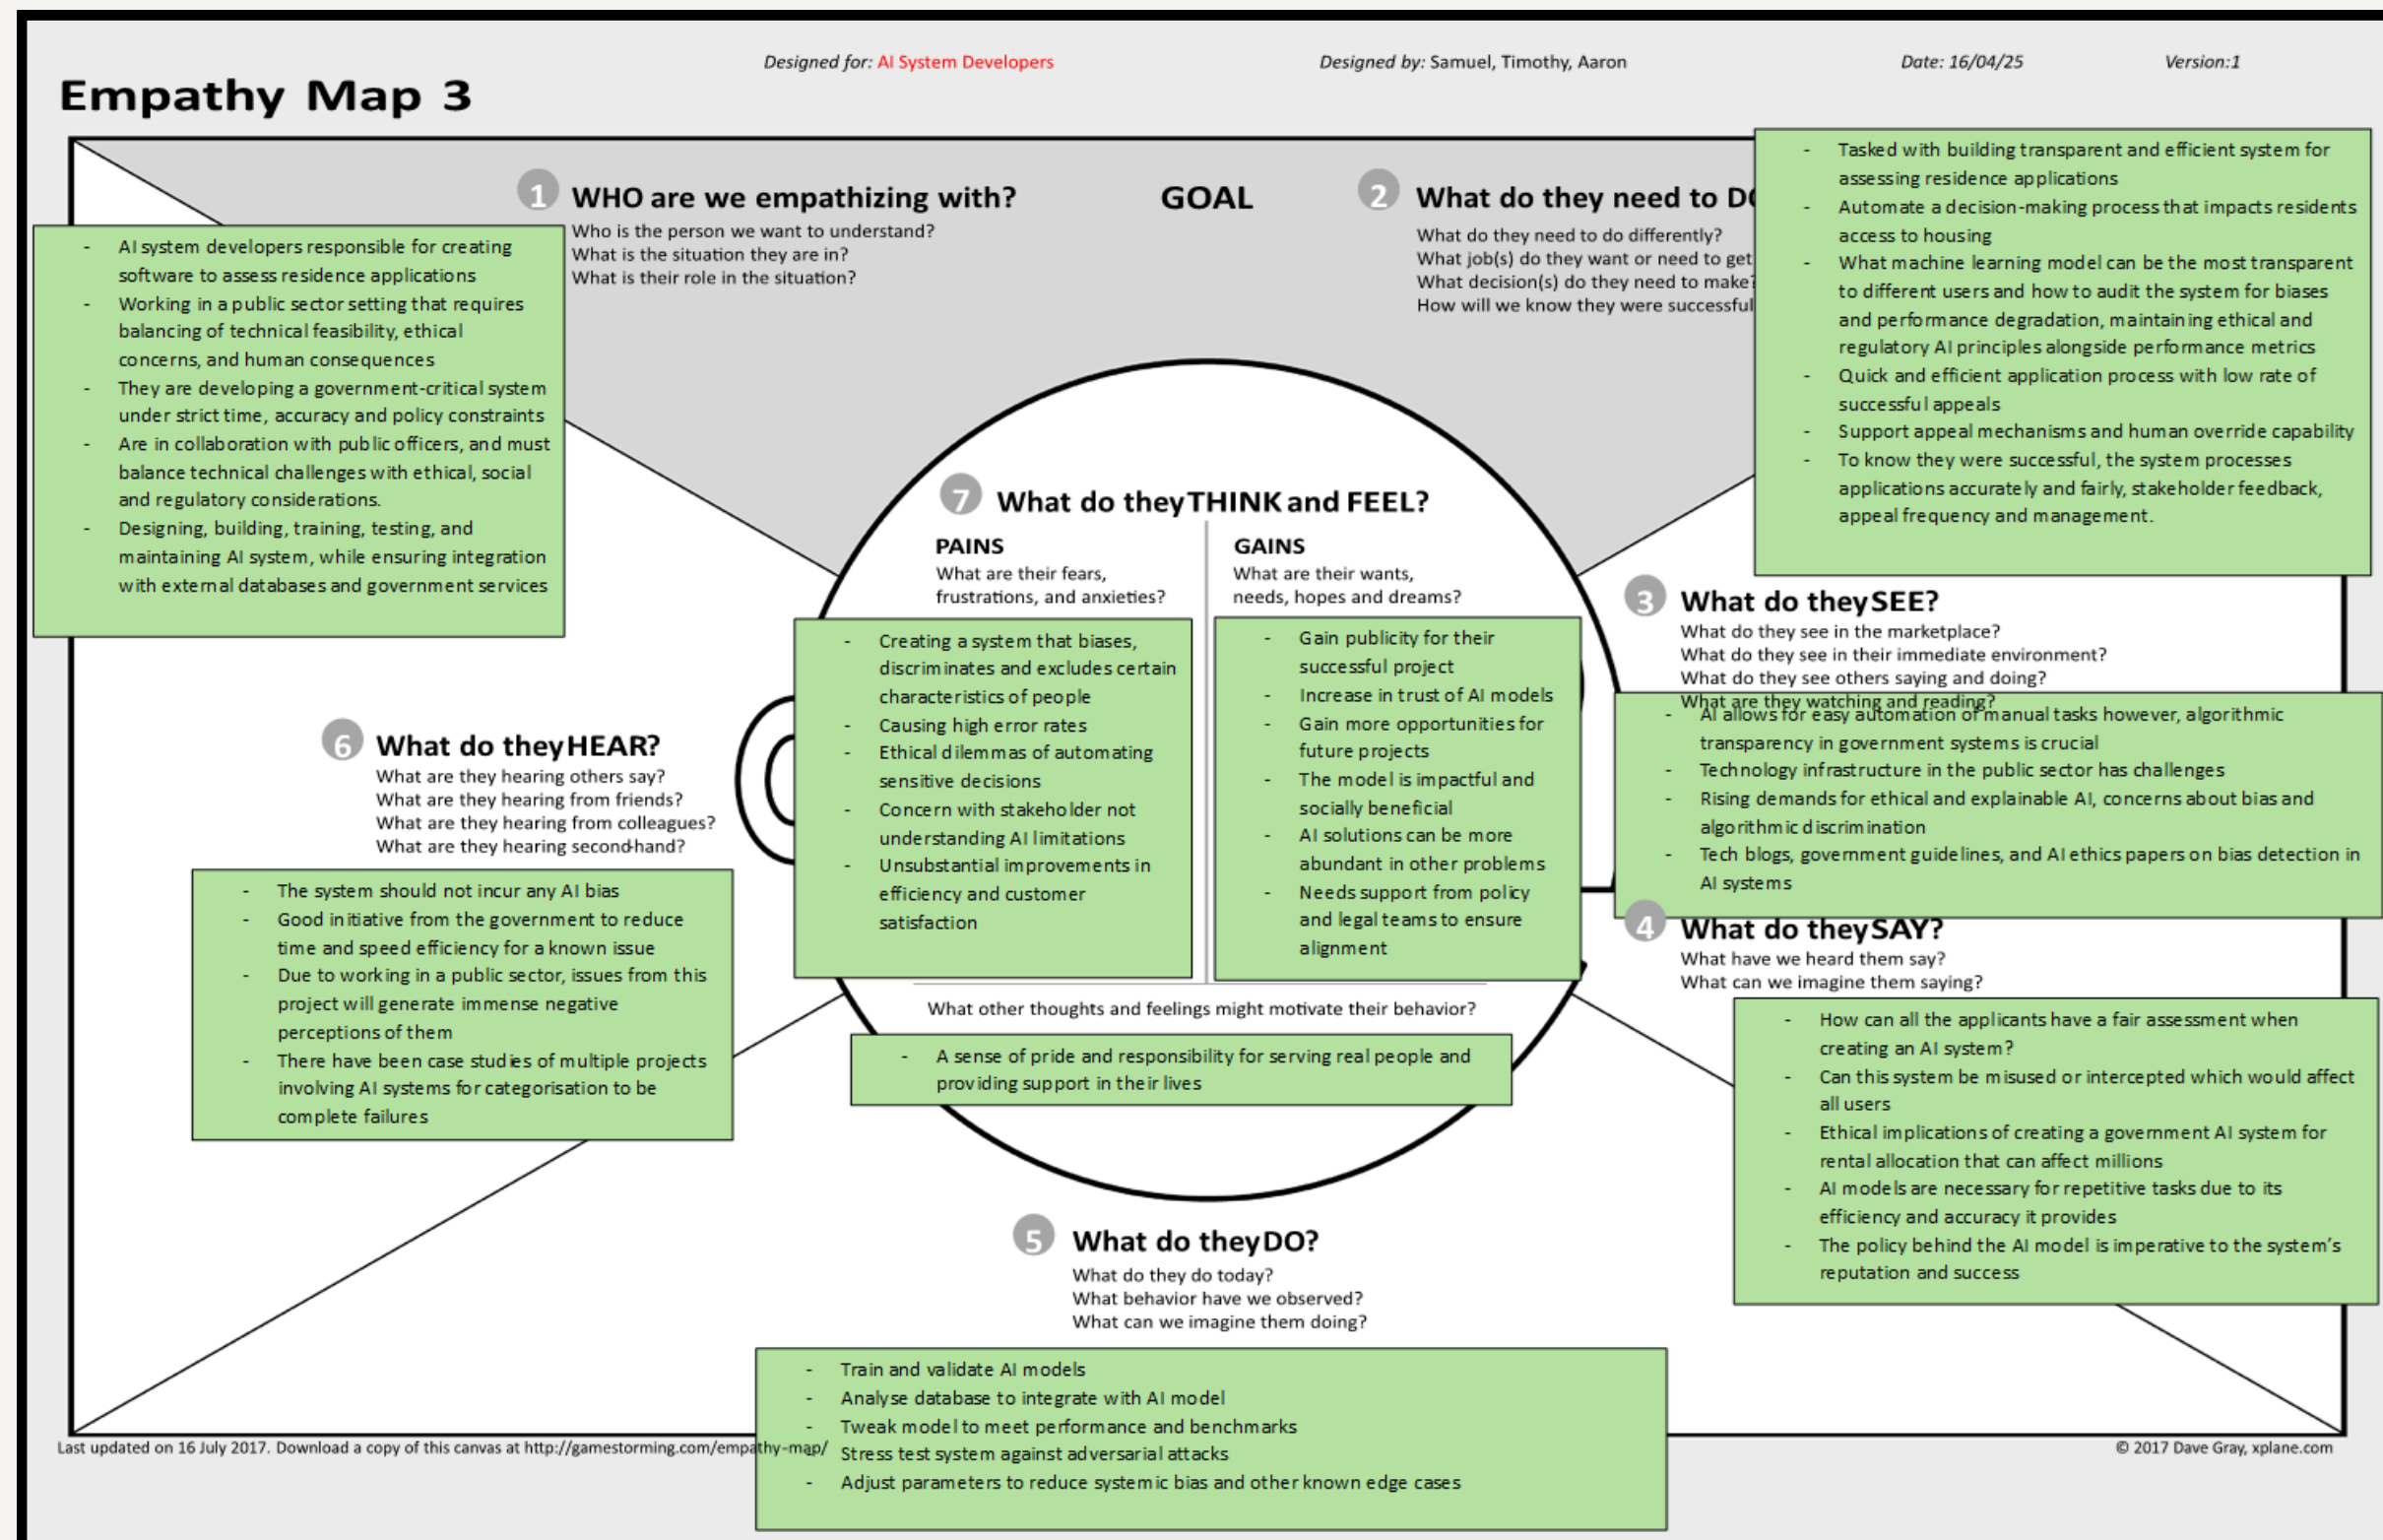 Designed for: AI System Developers
Designed by: Samuel, Timothy, Aaron
Date: 16/04/25
Version:1
Empathy Map 3
1
WHO are we empathizing with?
Who is the person we want to understand?
What is the situation they are in?
What is their role in the situation?
- AI system developers responsible for creating
software to assess residence applications
- Working in a public sector setting that requires
balancing of technical feasibility, ethical
concerns, and human consequences
- They are developing a government-critical system
under strict time, accuracy and policy constraints
- Are in collaboration with public officers, and must
balance technical challenges with ethical, social
and regulatory considerations.
- Designing, building, training, testing, and
maintaining AI system, while ensuring integration
with external databases and government services
GOAL
2
What do they need to
What do they need to do differently?
What job(s) do they want or need to get
What decision(s) do they need to make?
How will we know they were successful
- Tasked with building transparent and efficient system for
assessing residence applications
- Automate a decision-making process that impacts residents
access to housing
- What machine learning model can be the most transparent
to different users and how to audit the system for biases
and performance degradation, maintaining ethical and
regulatory AI principles alongside performance metrics
- Quick and efficient application process with low rate of
successful appeals
- Support appeal mechanisms and human override capability
- To know they were successful, the system processes
applications accurately and fairly, stakeholder feedback,
appeal frequency and management.
7
What do they THINK and FEEL?
PAINS
What are their fears,
frustrations, and anxieties?
- Creating a system that biases,
discriminates and excludes certain
characteristics of people
- Causing high error rates
- Ethical dilemmas of automating
sensitive decisions
- Concern with stakeholder not
understanding AI limitations
- Unsubstantial improvements in
efficiency and customer
satisfaction
GAINS
What are their wants,
needs, hopes and dreams?
- Gain publicity for their
successful project
- Increase in trust of AI models
- Gain more opportunities for
future projects
- The model is impactful and
socially beneficial
- AI solutions can be more
abundant in other problems
- Needs support from policy
and legal teams to ensure
alignment
What other thoughts and feelings might motivate their behavior?
- A sense of pride and responsibility for serving real people and
providing support in their lives
3
What do they SEE?
What do they see in the marketplace?
What do they see in their immediate environment?
What do they see others saying and doing?
What are they watching and reading?
- AI allows for easy automation of manual tasks however, algorithmic
transparency in government systems is crucial
- Technology infrastructure in the public sector has challenges
- Rising demands for ethical and explainable AI, concerns about bias and
algorithmic discrimination
- Tech blogs, government guidelines, and AI ethics papers on bias detection in
AI systems
4
What do they SAY?
What have we heard them say?
What can we imagine them saying?
- How can all the applicants have a fair assessment when
creating an AI system?
- Can this system be misused or intercepted which would affect
all users
- Ethical implications of creating a government AI system for
rental allocation that can affect millions
- AI models are necessary for repetitive tasks due to its
efficiency and accuracy it provides
- The policy behind the AI model is imperative to the system's
reputation and success
6
What do they HEAR?
What are they hearing others say?
What are they hearing from friends?
What are they hearing from colleagues?
What are they hearing second-hand?
- The system should not incur any AI bias
- Good initiative from the government to reduce
time and speed efficiency for a known issue
- Due to working in a public sector, issues from this
project will generate immense negative
perceptions of them
- There have been case studies of multiple projects
involving AI systems for categorisation to be
complete failures
5
What do they DO?
What do they do today?
What behavior have we observed?
What can we imagine them doing?
- Train and validate AI models
- Analyse database to integrate with AI model
- Tweak model to meet performance and benchmarks
- Stress test system against adversarial attacks
- Adjust parameters to reduce systemic bias and other known edge cases
Last updated on 16 July 2017. Download a copy of this canvas at http://gamestorming.com/empathy-map/
© 2017 Dave Gray, xplane.com